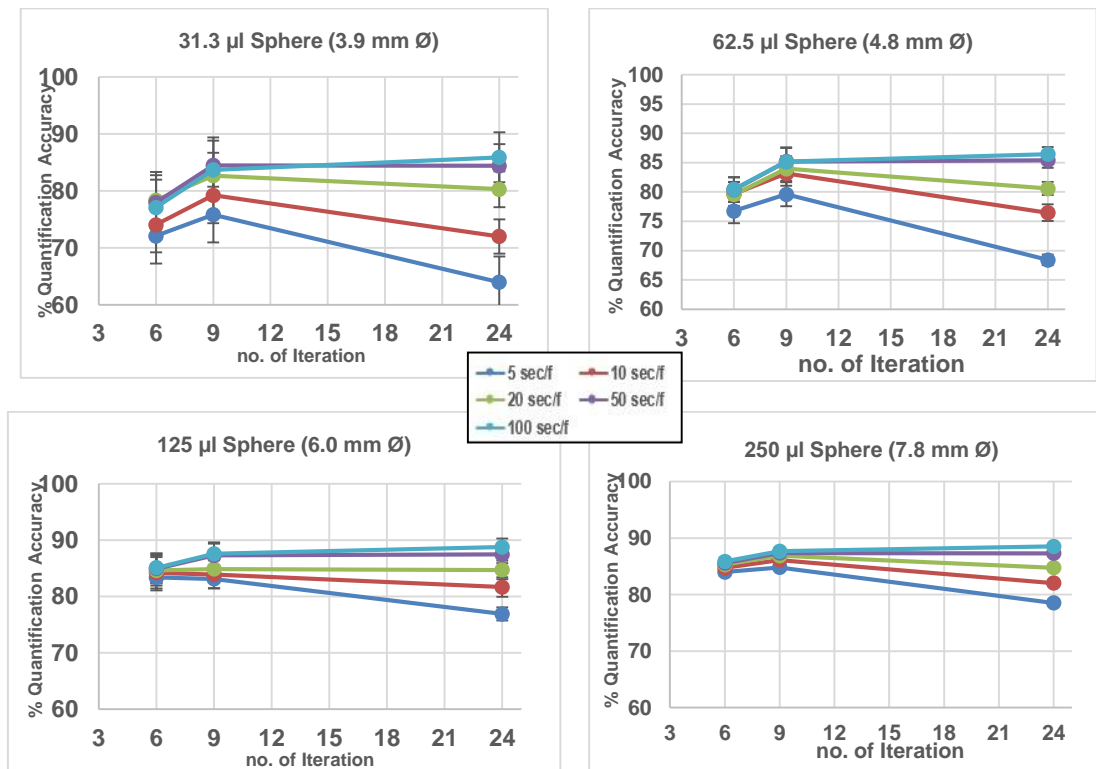 31.3 µl Sphere (3.9 mm Ø)
% Quantification Accuracy
100
90
80
70
60
3 6 9 12 15 18 21 24
no. of Iteration
62.5 µl Sphere (4.8 mm Ø)
% Quantification Accuracy
100
95
90
85
80
75
70
65
60
3 6 9 12 15 18 21 24
no. of Iteration
5 sec/f 10 sec/f
20 sec/f 50 sec/f
100 sec/f
125 µl Sphere (6.0 mm Ø)
% Quantification Accuracy
100
90
80
70
60
3 6 9 12 15 18 21 24
no. of Iteration
250 µl Sphere (7.8 mm Ø)
% Quantification Accuracy
100
90
80
70
60
3 6 9 12 15 18 21 24
no. of Iteration